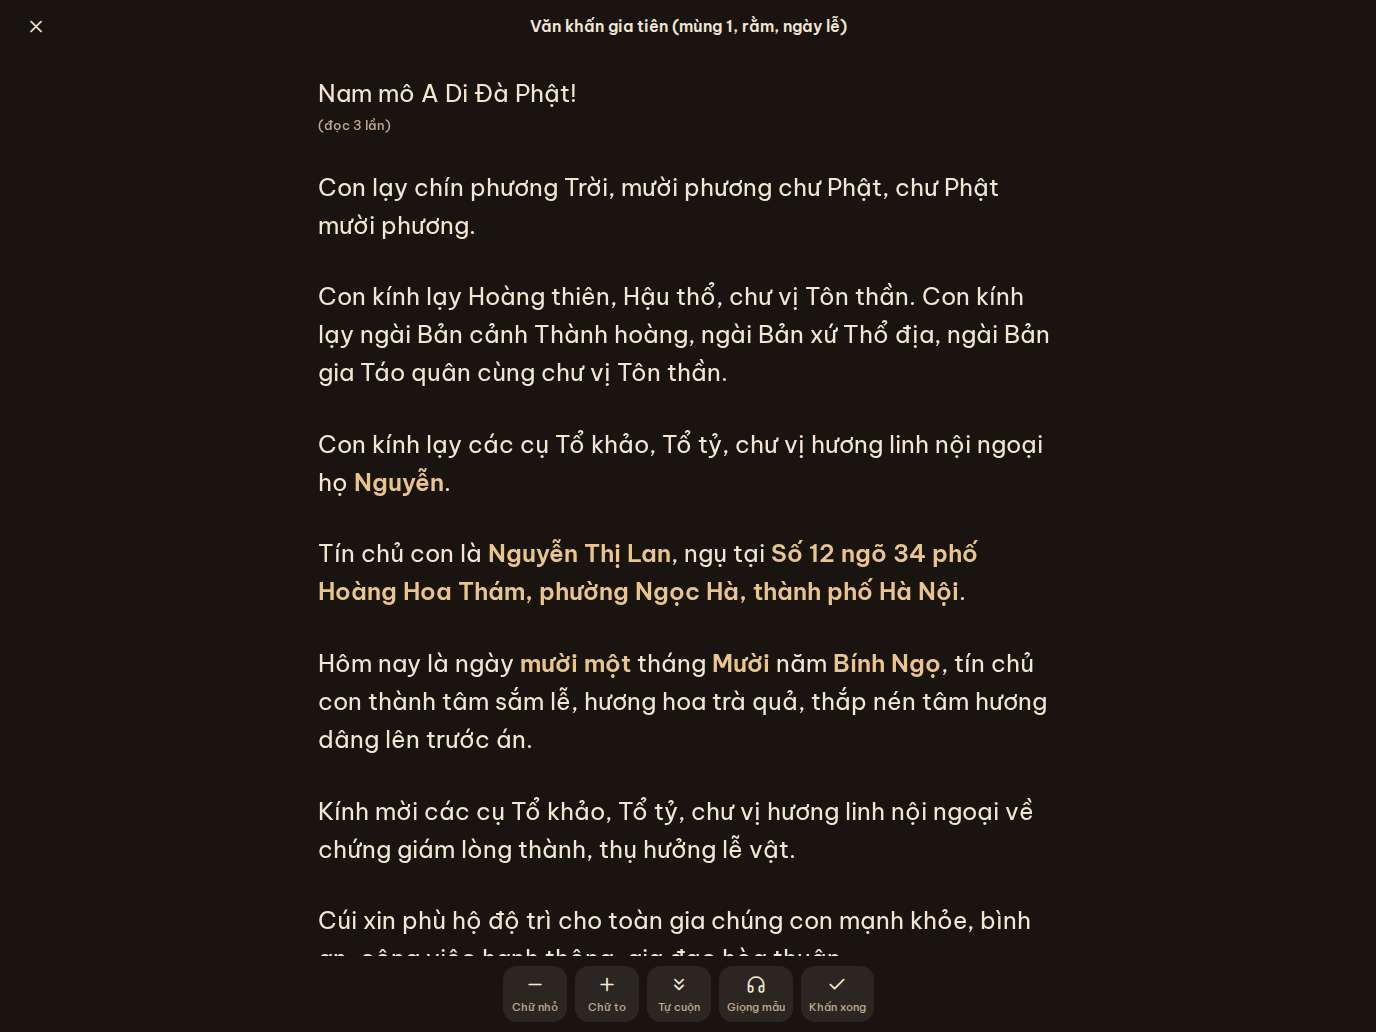 Văn khấn gia tiên (mùng 1, rằm, ngày lễ)
Nam mô A Di Đà Phật!
(đọc 3 lần)
Con lạy chín phương Trời, mười phương chư Phật, chư Phật
mười phương.
Con kính lạy Hoàng thiên, Hậu thổ, chư vị Tôn thần. Con kính
lạy ngài Bản cảnh Thành hoàng, ngài Bản xứ Thổ địa, ngài Bản
gia Táo quân cùng chư vị Tôn thần.
Con kính lạy các cụ Tổ khảo, Tổ tỷ, chư vị hương linh nội ngoại
họ Nguyễn.
Tín chủ con là Nguyễn Thị Lan, ngụ tại Số 12 ngõ 34 phố
Hoàng Hoa Thám, phường Ngọc Hà, thành phố Hà Nội.
Hôm nay là ngày mười một tháng Mười năm Bính Ngọ, tín chủ
con thành tâm sắm lễ, hương hoa trà quả, thắp nén tâm hương
dâng lên trước án.
Kính mời các cụ Tổ khảo, Tổ tỷ, chư vị hương linh nội ngoại về
chứng giám lòng thành, thụ hưởng lễ vật.
Cúi xin phù hộ độ trì cho toàn gia chúng con mạnh khỏe, bình
an, công việc hanh thông, gia đạo hòa thuận.
Chữ nhỏ
Chữ to
Tự cuộn
Giọng mẫu
Khấn xong